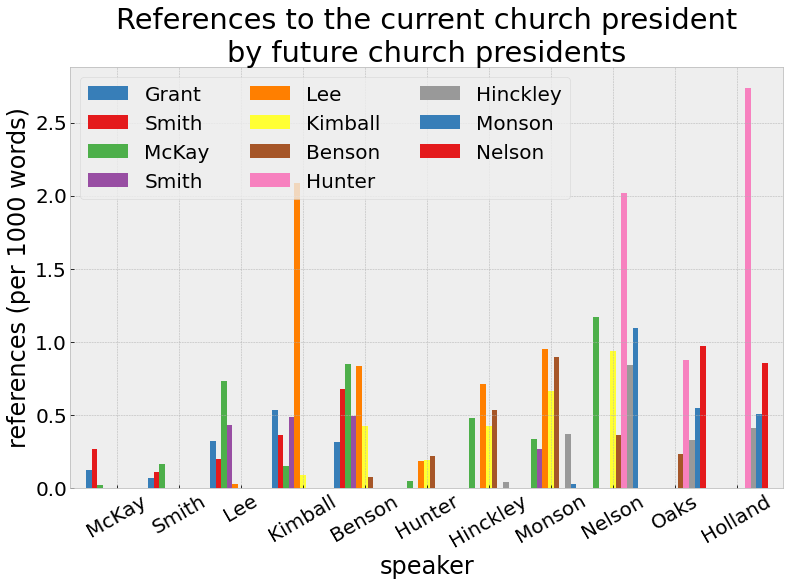 References to the current church president
by future church presidents
Grant
Smith
McKay
Smith
Lee
Kimball
Benson
Hunter
Hinckley
Monson
Nelson
references (per 1000 words)
2.5
2.0
1.5
1.0
0.5
0.0
McKay
Smith
Lee
Kimball
Benson
Hunter
Hinckley
Monson
Nelson
Oaks
Holland
speaker